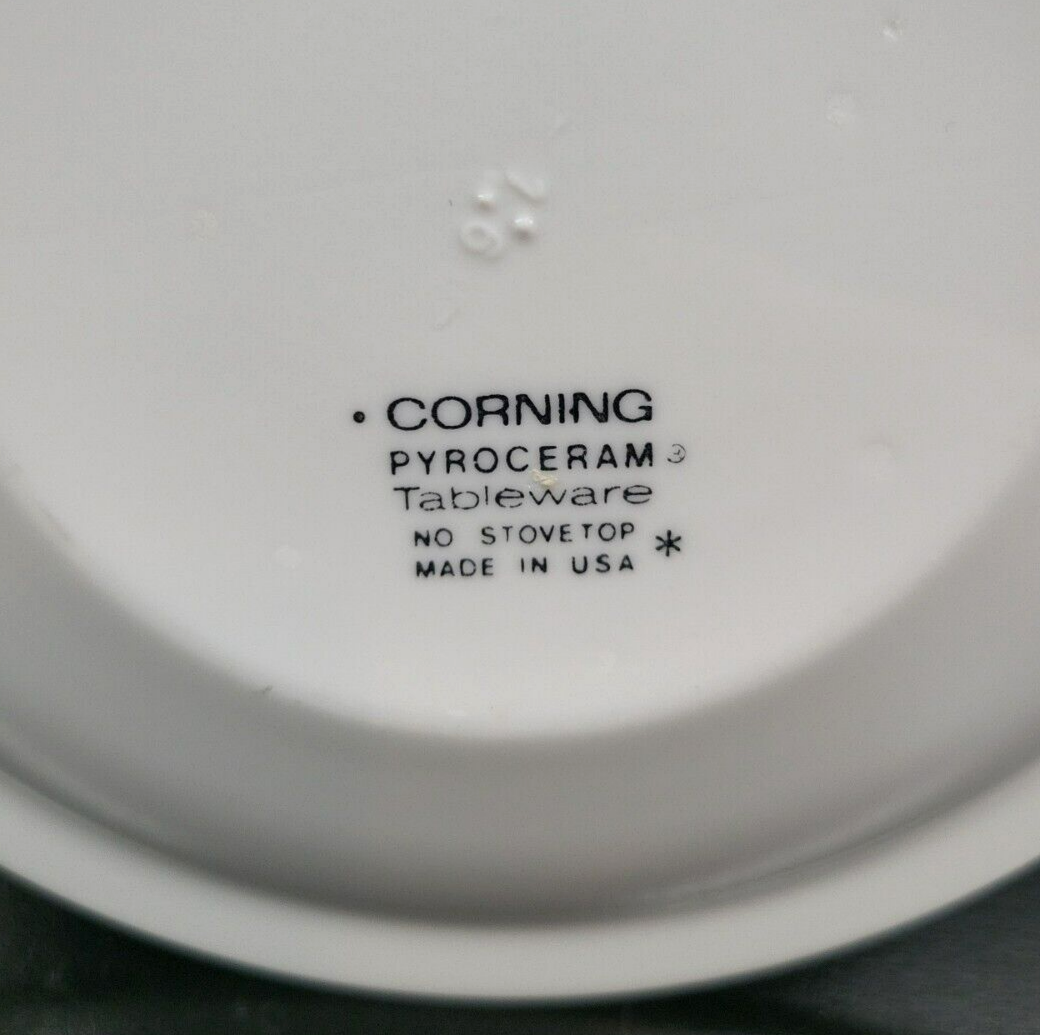 • CORNING
PYROCERAM ®
Tableware
NO STOVETOP *
MADE IN USA